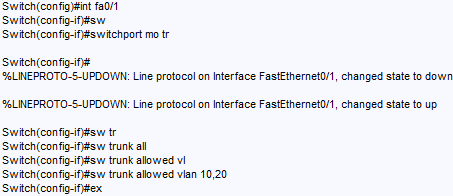 Switch(config)#int fa0/1
Switch(config-if)#sw
Switch(config-if)#switchport mo tr
Switch(config-if)#
%LINEPROTO-5-UPDOWN: Line protocol on Interface FastEthernet0/1, changed state to down
%LINEPROTO-5-UPDOWN: Line protocol on Interface FastEthernet0/1, changed state to up
Switch(config-if)#sw tr
Switch(config-if)#sw trunk all
Switch(config-if)#sw trunk allowed vl
Switch(config-if)#sw trunk allowed vlan 10,20
Switch(config-if)#ex